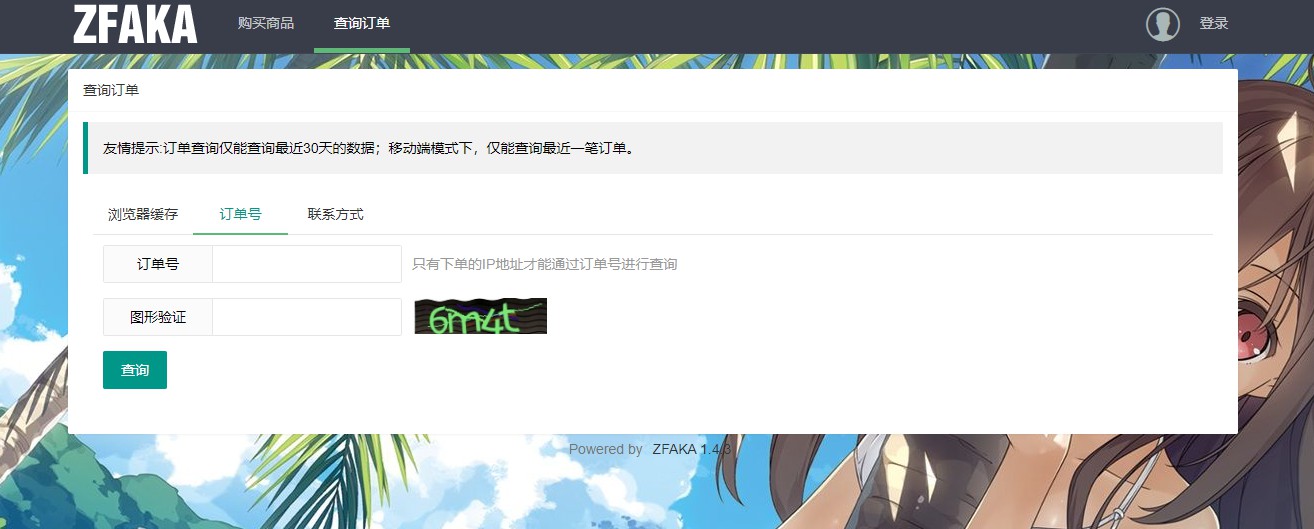 ZFAKA 购买商品 查询订单 登录
查询订单
友情提示:订单查询仅能查询最近30天的数据；移动端模式下，仅能查询最近一笔订单。
浏览器缓存 订单号 联系方式
订单号 只有下单的IP地址才能通过订单号进行查询
图形验证 6m4t
查询
Powered by ZFAKA 1.4.3